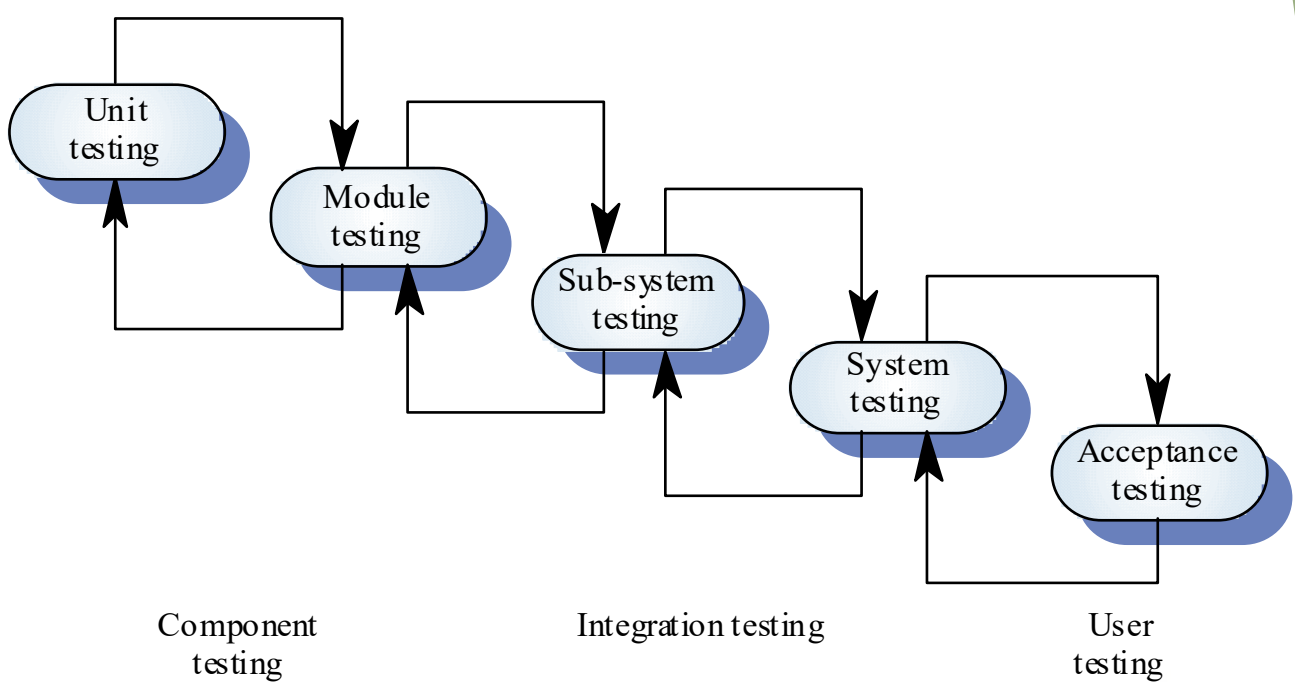 Unit
testing
Module
testing
Sub-system
testing
System
testing
Acceptance
testing
Component
testing
Integration testing
User
testing